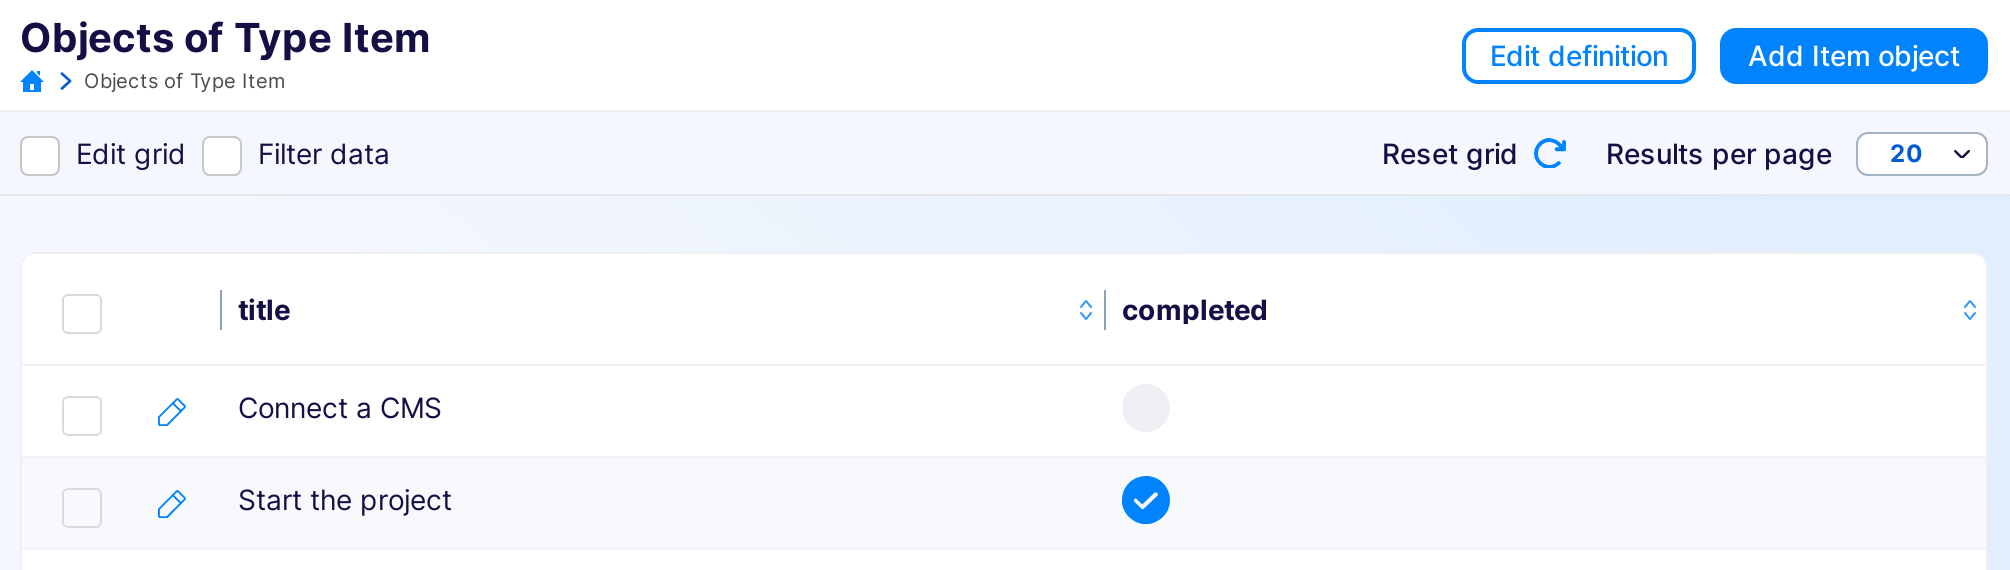 Objects of Type Item
Edit definition
Add Item object
Objects of Type Item
Edit grid
Filter data
Reset grid
Results per page
20
title
completed
Connect a CMS
Start the project